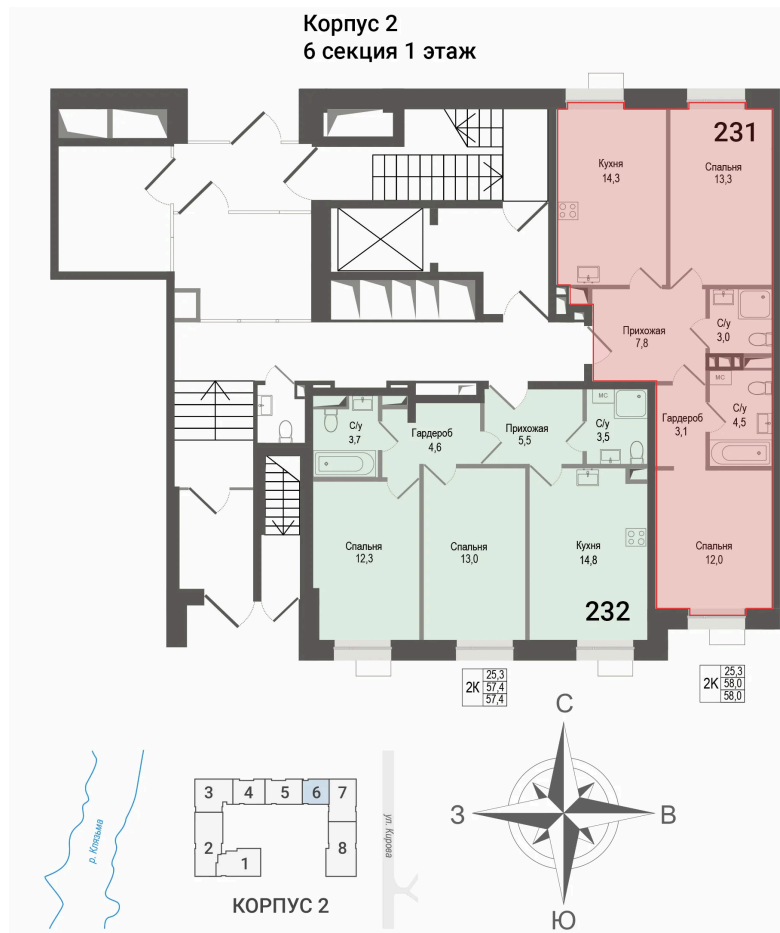 Корпус 2
6 секция 1 этаж
231
Кухня
14,3
Спальня
13,3
Прихожая
7,8
С/у
3,0
МС
С/у
4,5
Гардероб
3,1
Спальня
12,0
С/у
3,7
Гардероб
4,6
Прихожая
5,5
МС
С/у
3,5
Спальня
12,3
Спальня
13,0
Кухня
14,8
232
2К
25,3
57,4
57,4
2К
25,3
58,0
58,0
р. Клязьма
3
4
5
6
7
2
1
8
КОРПУС 2
ул. Кирова
С
З
В
Ю